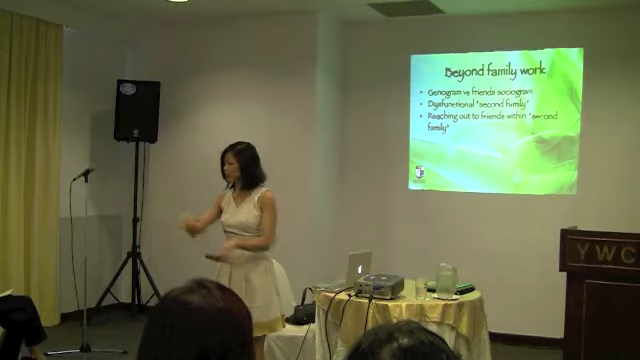 Beyond family work
• Genogram vs friends sociogram
• Dysfunctional "second family"
• Reaching out to friends within "second
family"
YWC